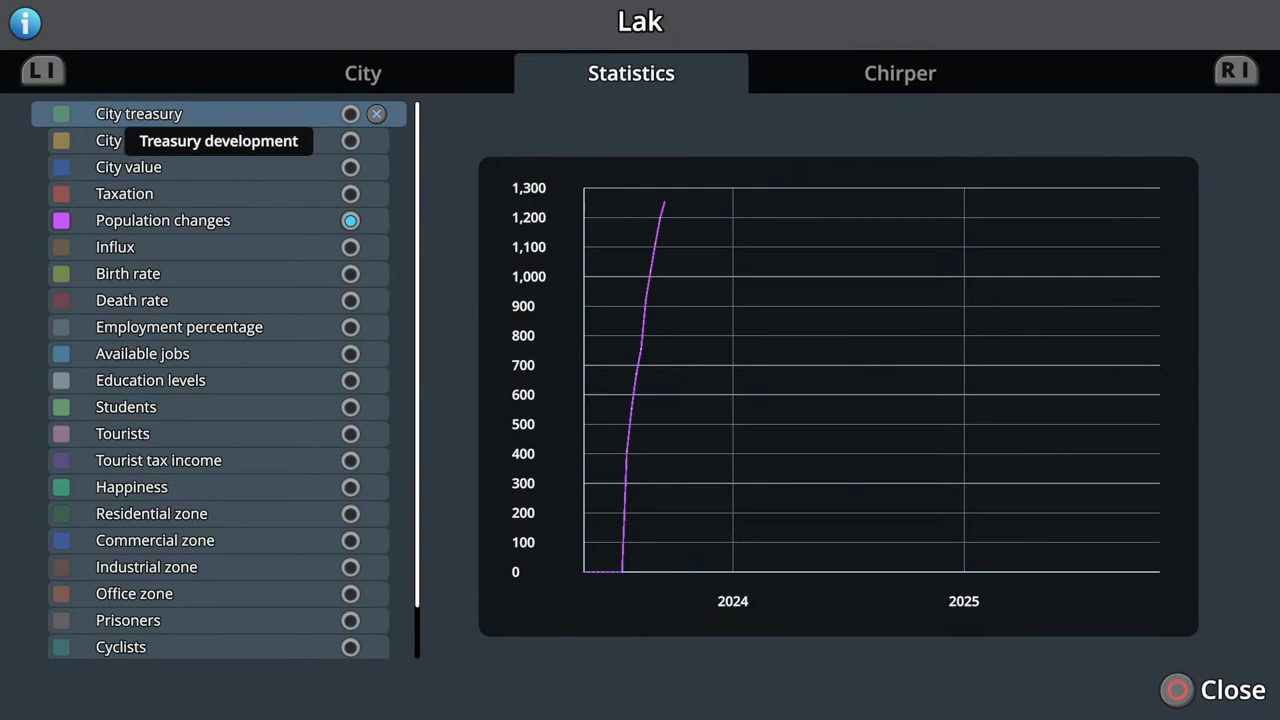 Lak
L1
City
Statistics
Chirper
R1
City treasury
City
Treasury development
City value
Taxation
Population changes
Influx
Birth rate
Death rate
Employment percentage
Available jobs
Education levels
Students
Tourists
Tourist tax income
Happiness
Residential zone
Commercial zone
Industrial zone
Office zone
Prisoners
Cyclists
1,300
1,200
1,100
1,000
900
800
700
600
500
400
300
200
100
0
2024
2025
Close